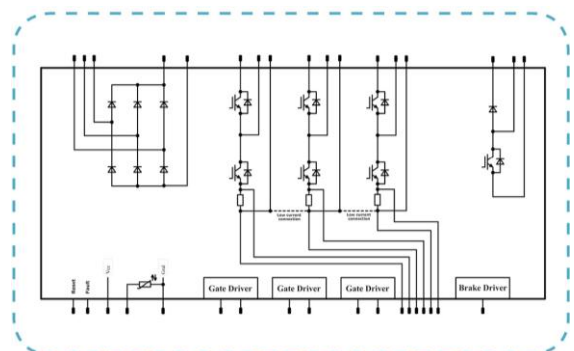 Low current
connection
Low current
connection
Reset
Fault
Vcc
Gnd
Gate Driver
Gate Driver
Gate Driver
Brake Driver